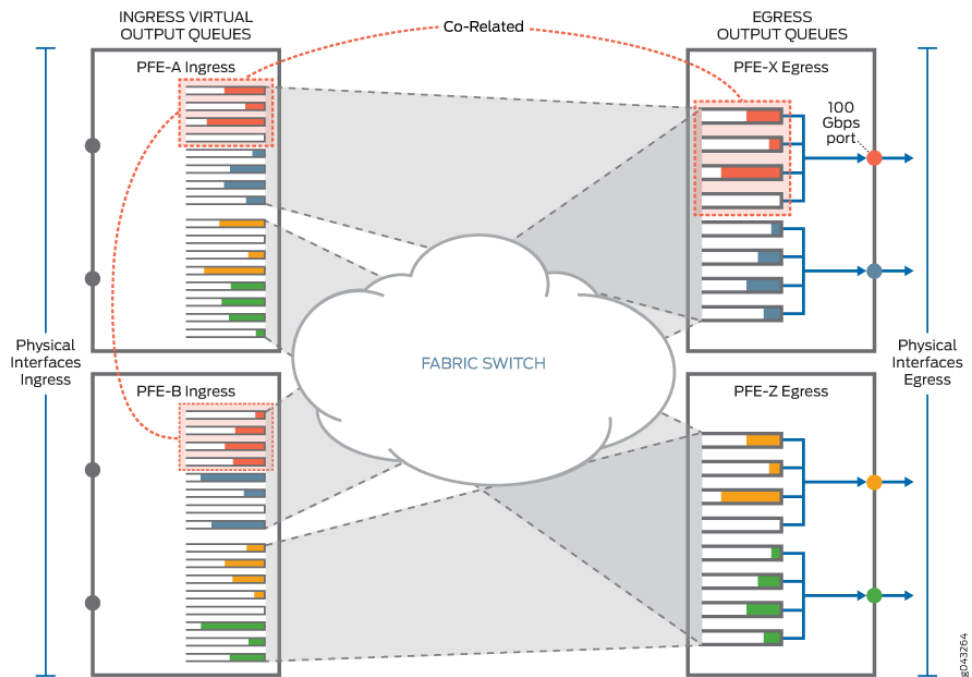 INGRESS VIRTUAL
OUTPUT QUEUES
Co-Related
EGRESS
OUTPUT QUEUES
PFE-A Ingress
PFE-X Egress
100
Gbps
port
Physical
Interfaces
Ingress
FABRIC SWITCH
Physical
Interfaces
Egress
PFE-B Ingress
PFE-Z Egress
g043264